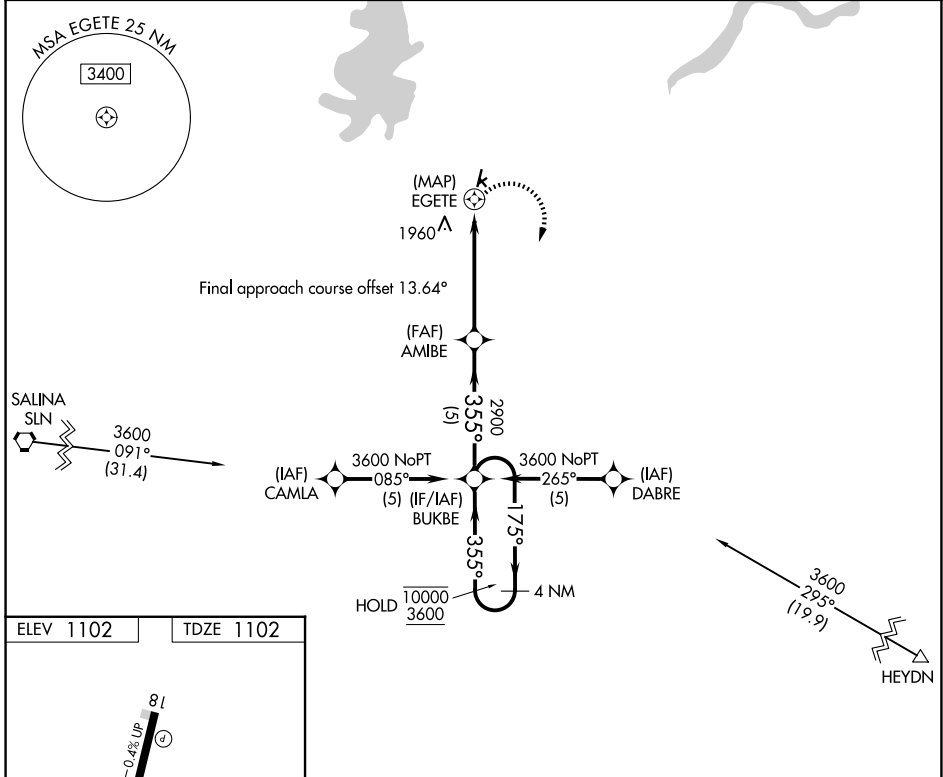 MSA EGETE 25 NM
3400
(MAP)
EGETE
1960
Final approach course offset 13.64°
(FAF)
AMIBE
SALINA
SLN
3600
091°
(31.4)
2900
355°
(5)
(IAF)
CAMLA
3600 NoPT
085°
(5)
(IF/IAF)
BUKBE
3600 NoPT
265°
(5)
(IAF)
DABRE
355°
175°
HOLD
10000
3600
4 NM
3600
295°
(19.9)
HEYDN
ELEV 1102
TDZE 1102
18
P
0.4% UP